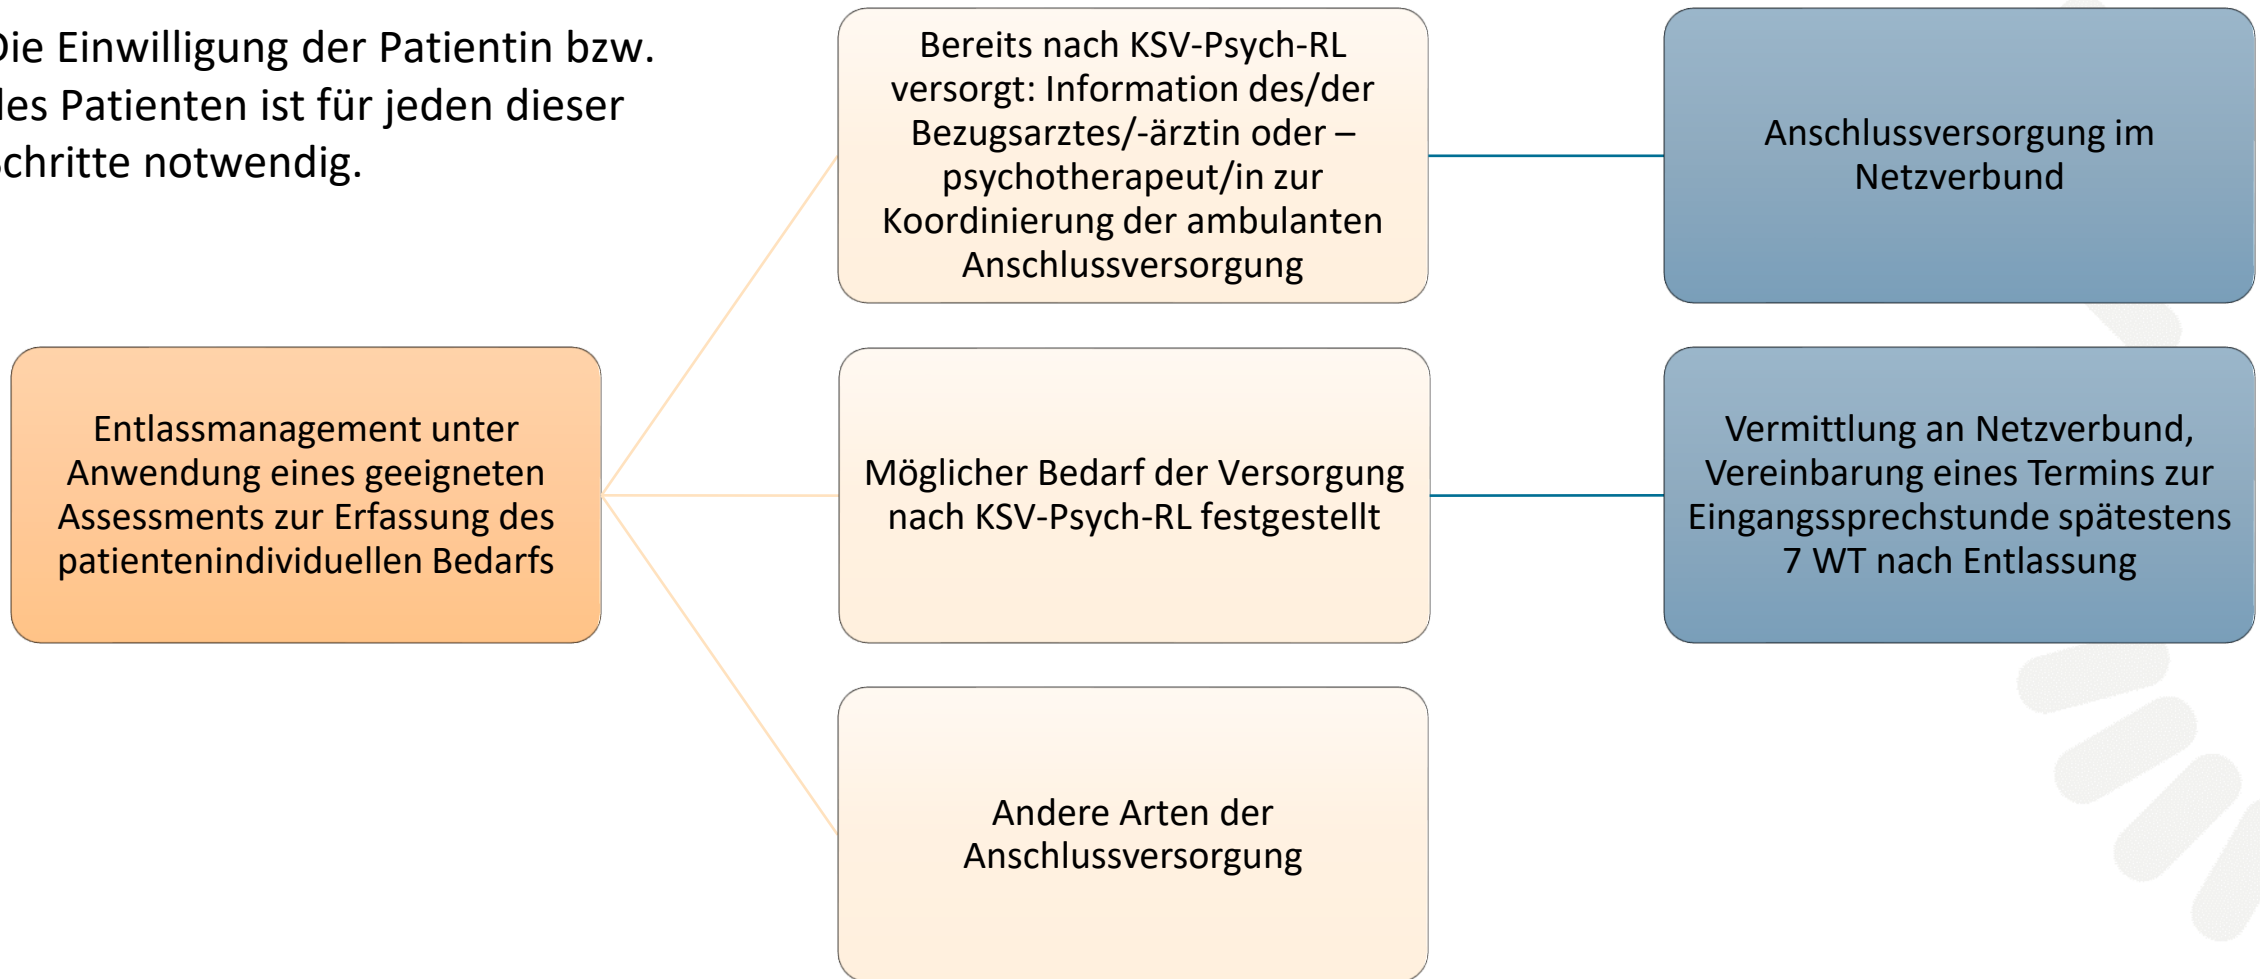 Die Einwilligung der Patientin bzw.
des Patienten ist für jeden dieser
Schritte notwendig.
Bereits nach KSV-Psych-RL
versorgt: Information des/der
Bezugsarztes/-ärztin oder –
psychotherapeut/in zur
Koordinierung der ambulanten
Anschlussversorgung
Anschlussversorgung im
Netzverbund
Entlassmanagement unter
Anwendung eines geeigneten
Assessments zur Erfassung des
patientenindividuellen Bedarfs
Möglicher Bedarf der Versorgung
nach KSV-Psych-RL festgestellt
Vermittlung an Netzverbund,
Vereinbarung eines Termins zur
Eingangssprechstunde spätestens
7 WT nach Entlassung
Andere Arten der
Anschlussversorgung